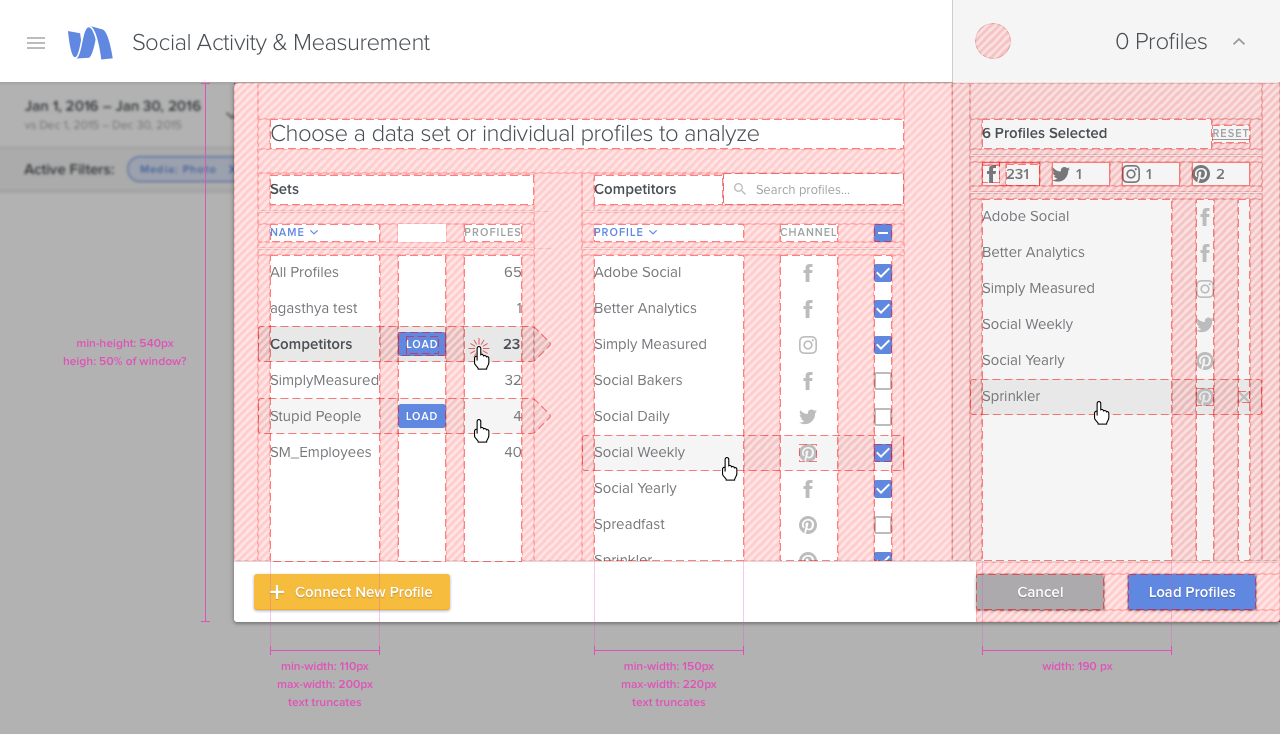 Social Activity & Measurement
0 Profiles
Jan 1, 2016 – Jan 30, 2016
vs Dec 1, 2015 – Dec 30, 2015
Active Filters:
Media: Photo X
Choose a data set or individual profiles to analyze
6 Profiles Selected
RESET
Sets
Competitors
Search profiles...
231
1
1
2
NAME
PROFILES
PROFILE
CHANNEL
All Profiles 65
agasthya test 1
Competitors LOAD 23
SimplyMeasured 32
Stupid People LOAD 4
SM_Employees 40
Adobe Social
Better Analytics
Simply Measured
Social Bakers
Social Daily
Social Weekly
Social Yearly
Spreadfast
Sprinkler
Adobe Social
Better Analytics
Simply Measured
Social Weekly
Social Yearly
Sprinkler
min-height: 540px
heigh: 50% of window?
+ Connect New Profile
Cancel
Load Profiles
min-width: 110px
max-width: 200px
text truncates
min-width: 150px
max-width: 220px
text truncates
width: 190 px